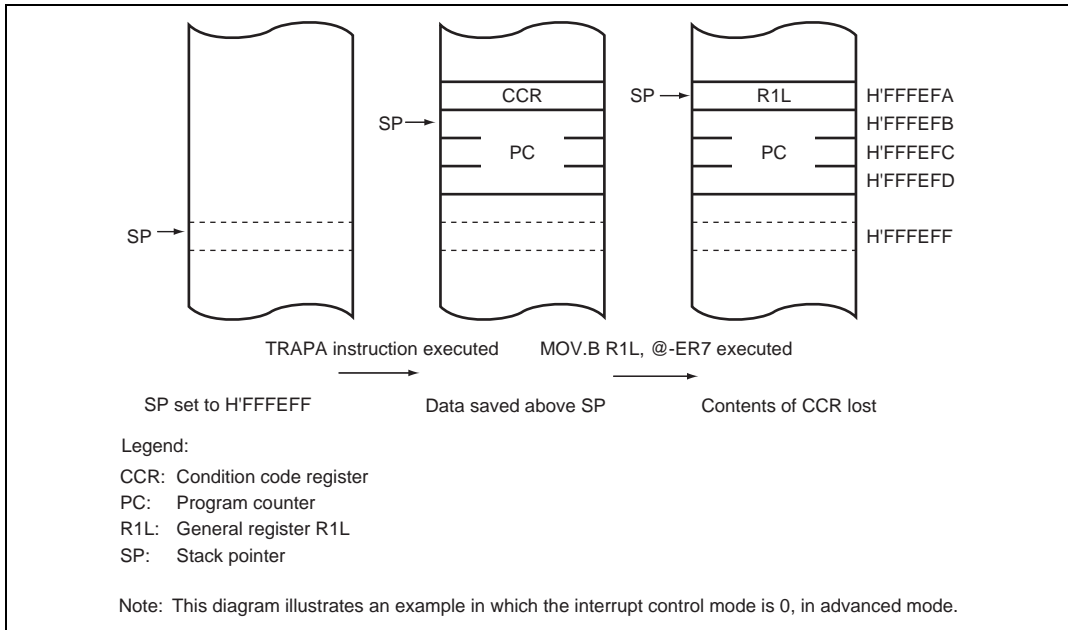 CCR
SP
R1L
H'FFFEFA
SP
H'FFFEFB
PC
PC
H'FFFEFC
H'FFFEFD
SP
H'FFFEFF
TRAPA instruction executed
MOV.B R1L, @-ER7 executed
SP set to H'FFFEFF
Data saved above SP
Contents of CCR lost
Legend:
CCR: Condition code register
PC: Program counter
R1L: General register R1L
SP: Stack pointer
Note: This diagram illustrates an example in which the interrupt control mode is 0, in advanced mode.